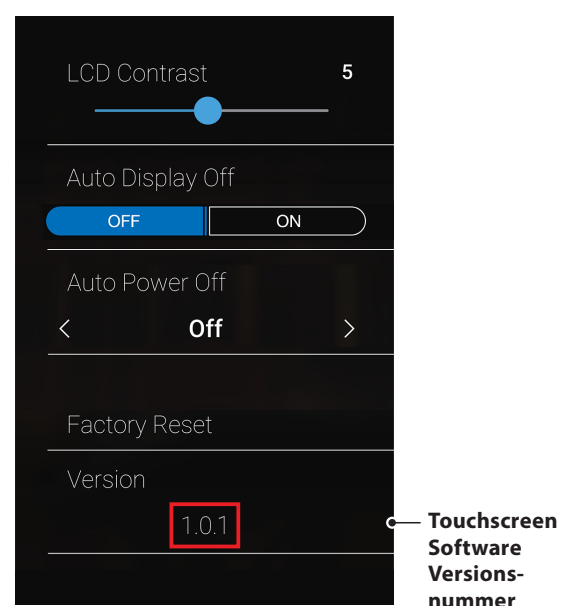 LCD Contrast 5
Auto Display Off
OFF ON
Auto Power Off
< Off >
Factory Reset
Version
1.0.1
Touchscreen
Software
Versions-
nummer